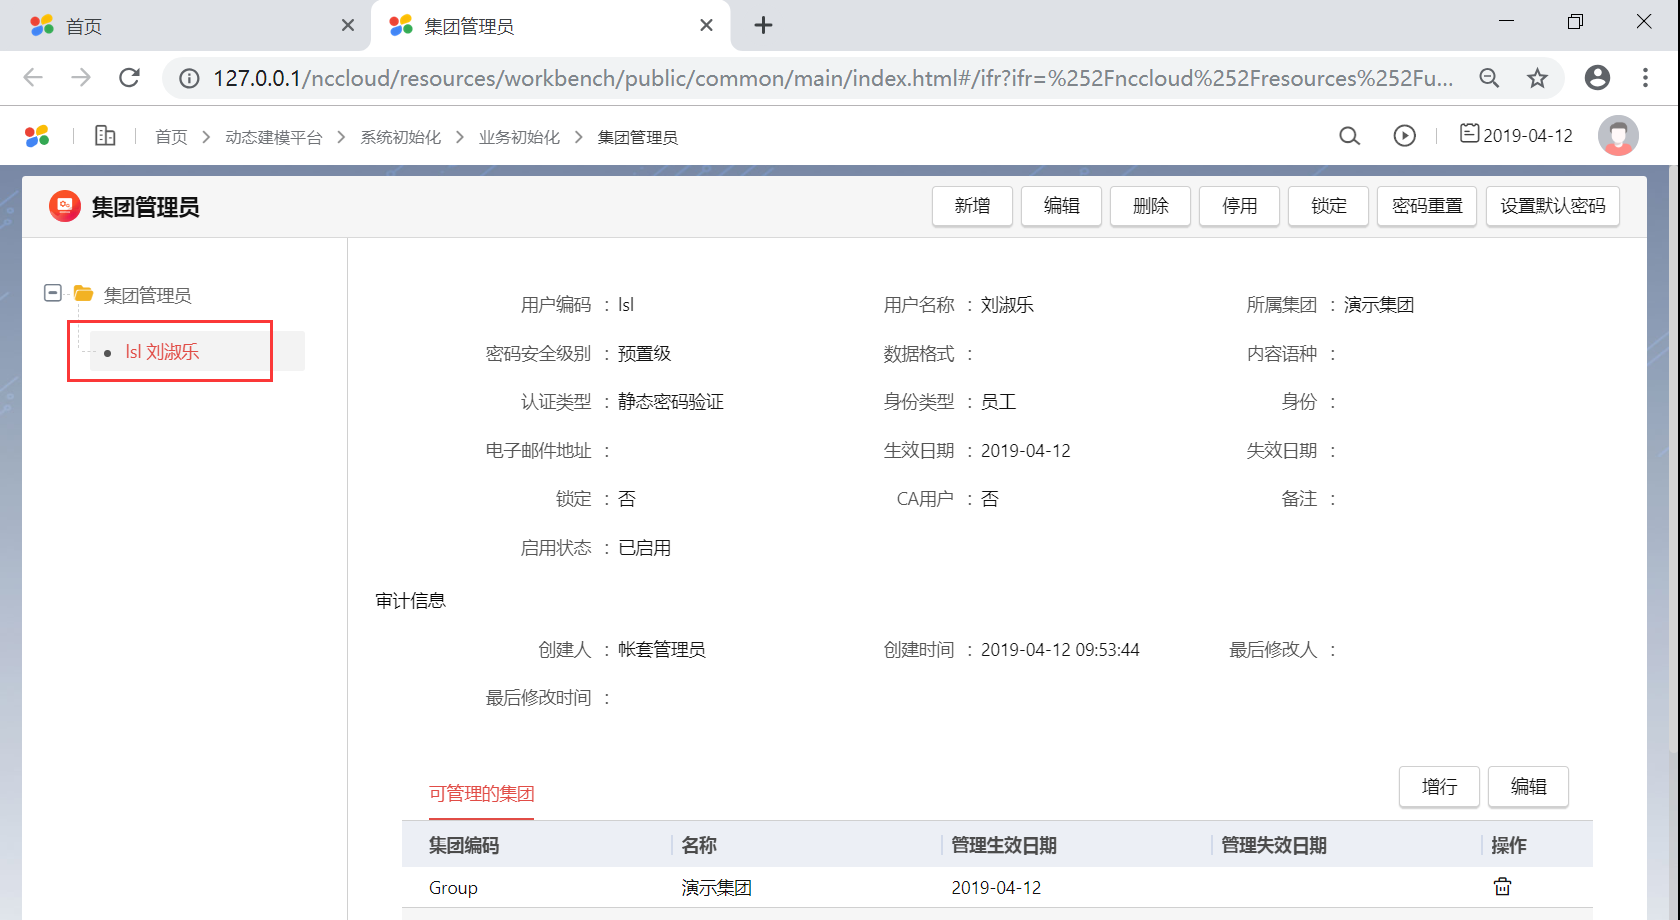 首页
集团管理员
127.0.0.1/nccloud/resources/workbench/public/common/main/index.html#/ifr?ifr=%252Fnccloud%252Fresources%252Fu...
首页 > 动态建模平台 > 系统初始化 > 业务初始化 > 集团管理员
2019-04-12
集团管理员
新增 编辑 删除 停用 锁定 密码重置 设置默认密码
集团管理员
lsl 刘淑乐
用户编码 : lsl 用户名称 : 刘淑乐 所属集团 : 演示集团
密码安全级别 : 预置级 数据格式 : 内容语种 :
认证类型 : 静态密码验证 身份类型 : 员工 身份 :
电子邮件地址 : 生效日期 : 2019-04-12 失效日期 :
锁定 : 否 CA用户 : 否 备注 :
启用状态 : 已启用
审计信息
创建人 : 帐套管理员 创建时间 : 2019-04-12 09:53:44 最后修改人 :
最后修改时间 :
可管理的集团 增行 编辑
集团编码 名称 管理生效日期 管理失效日期 操作
Group 演示集团 2019-04-12